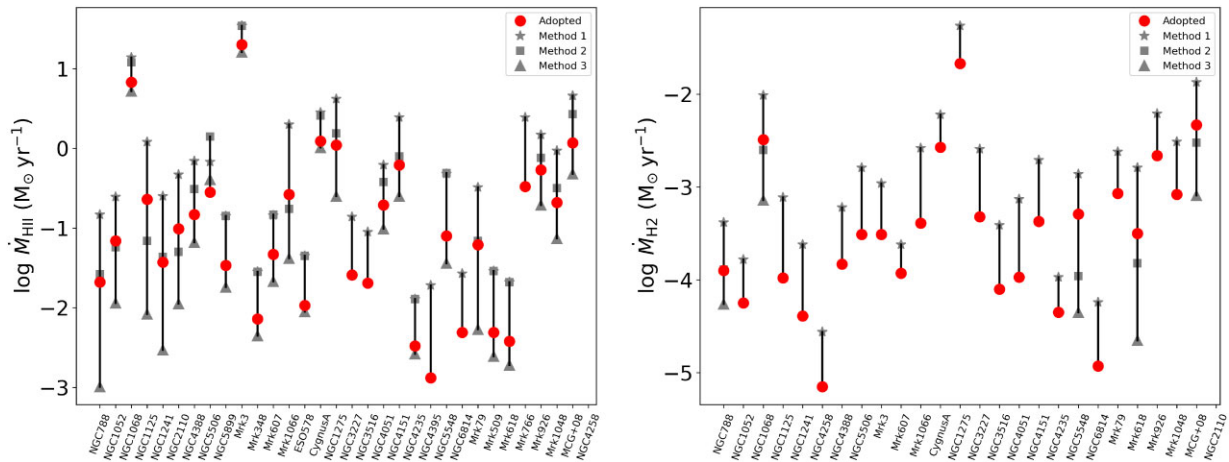 log Ṁ_HII (M⊙ yr⁻¹)
1
0
−1
−2
−3
Adopted
Method 1
Method 2
Method 3
NGC788
NGC1052
NGC1068
NGC1125
NGC1241
NGC2110
NGC4388
NGC5506
NGC5899
Mrk3
Mrk348
Mrk607
Mrk1066
ESO578
CygnusA
NGC1275
NGC3227
NGC3516
NGC4051
NGC4151
NGC4235
NGC4395
NGC5548
NGC6814
Mrk79
Mrk509
Mrk618
Mrk766
Mrk926
Mrk1048
MCG+08
NGC4258
log Ṁ_H2 (M⊙ yr⁻¹)
−2
−3
−4
−5
Adopted
Method 1
Method 2
Method 3
NGC788
NGC1052
NGC1068
NGC1125
NGC1241
NGC4258
NGC4388
NGC5506
Mrk3
Mrk607
Mrk1066
CygnusA
NGC1275
NGC3227
NGC3516
NGC4051
NGC4151
NGC4235
NGC5548
NGC6814
Mrk79
Mrk618
Mrk926
Mrk1048
MCG+08
NGC2110